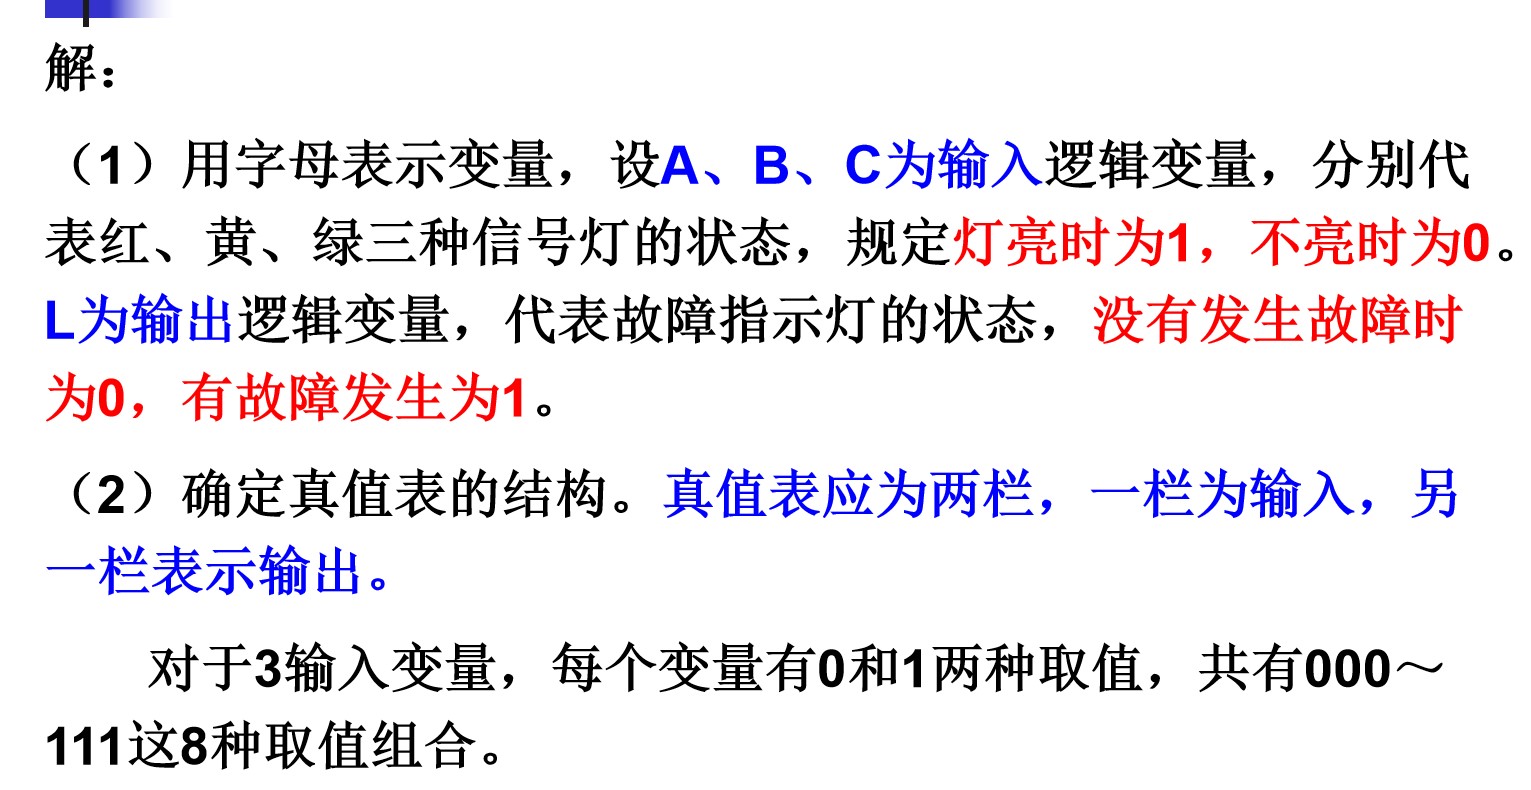 解：
（1）用字母表示变量，设A、B、C为输入逻辑变量，分别代
表红、黄、绿三种信号灯的状态，规定灯亮时为1，不亮时为0。
L为输出逻辑变量，代表故障指示灯的状态，没有发生故障时
为0，有故障发生为1。
（2）确定真值表的结构。真值表应为两栏，一栏为输入，另
一栏表示输出。
对于3输入变量，每个变量有0和1两种取值，共有000～
111这8种取值组合。